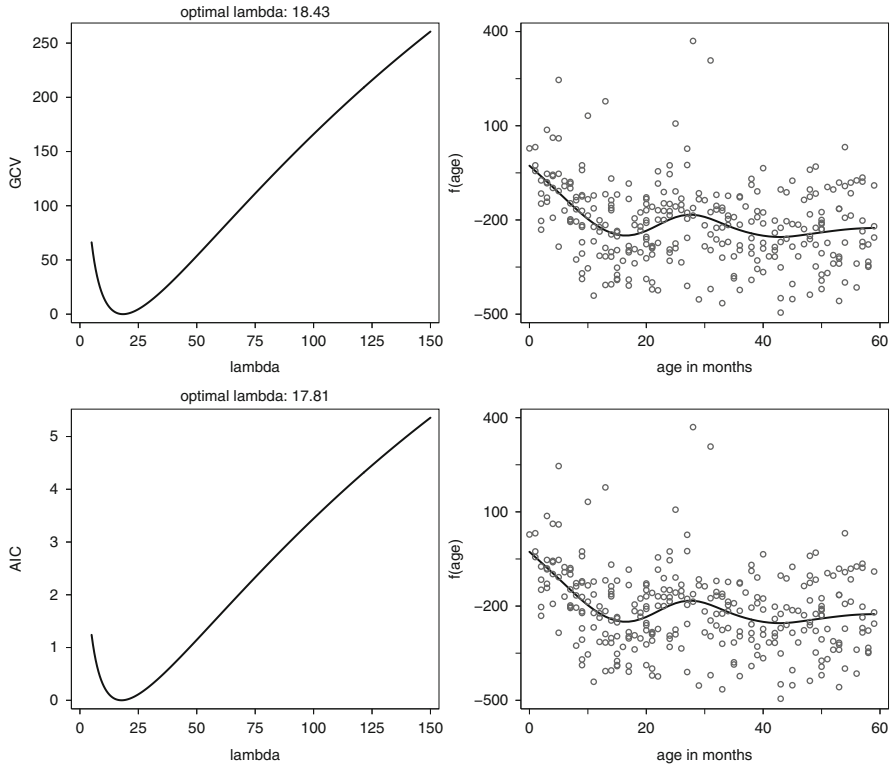 optimal lambda: 18.43
GCV
250
200
150
100
50
0
0 25 50 75 100 125 150
lambda
f(age)
400
100
−200
−500
0 20 40 60
age in months
optimal lambda: 17.81
AIC
5
4
3
2
1
0
0 25 50 75 100 125 150
lambda
f(age)
400
100
−200
−500
0 20 40 60
age in months